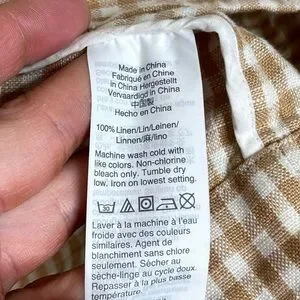 Made in China
Fabriqué en Chine
in China Hergestellt
Vervaardigd in China
中国製
Hecho en China
100% Linen/Lin/Leinen/
Linnen/麻/lino
Machine wash cold with
like colors. Non-chlorine
bleach only. Tumble dry
low. Iron on lowest setting.
Laver à la machine à l'eau
froide avec des couleurs
similaires. Agent de
blanchiment sans chlore
seulement. Sécher au
sèche-linge au cycle doux.
Repasser à la plus basse
température.